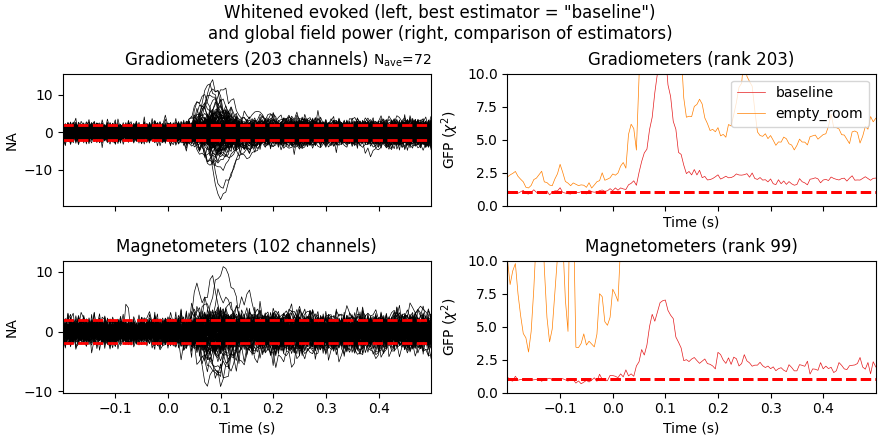 Whitened evoked (left, best estimator = "baseline")
and global field power (right, comparison of estimators)
Gradiometers (203 channels) Nave=72
10
0
−10
NA
Gradiometers (rank 203)
10.0
7.5
5.0
2.5
0.0
GFP (χ²)
baseline
empty_room
Time (s)
Magnetometers (102 channels)
10
0
−10
NA
−0.1 0.0 0.1 0.2 0.3 0.4
Time (s)
Magnetometers (rank 99)
10.0
7.5
5.0
2.5
0.0
GFP (χ²)
−0.1 0.0 0.1 0.2 0.3 0.4
Time (s)